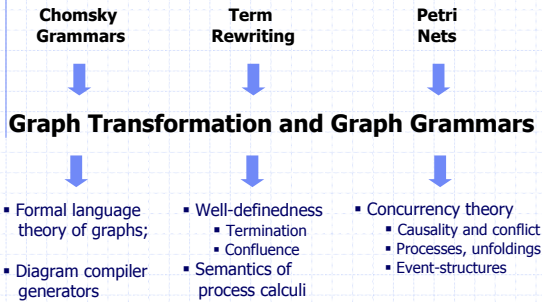 Chomsky
Grammars
Term
Rewriting
Petri
Nets
Graph Transformation and Graph Grammars
▪ Formal language
theory of graphs;
▪ Diagram compiler
generators
▪ Well-definedness
▪ Termination
▪ Confluence
▪ Semantics of
process calculi
▪ Concurrency theory
▪ Causality and conflict
▪ Processes, unfoldings
▪ Event-structures